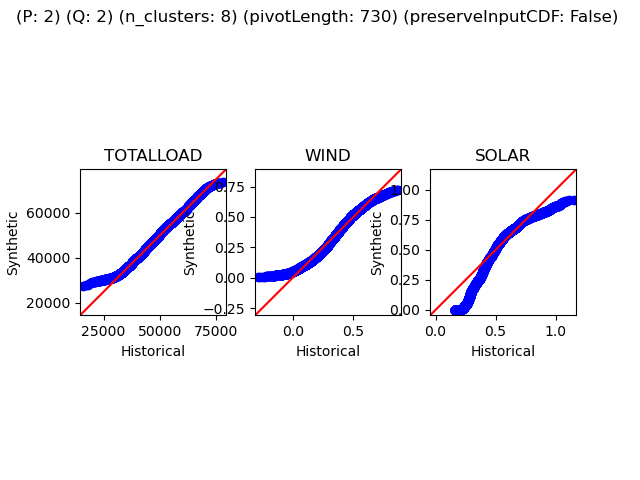 (P: 2) (Q: 2) (n_clusters: 8) (pivotLength: 730) (preserveInputCDF: False)
TOTALLOAD
WIND
SOLAR
Synthetic
60000
40000
20000
25000
50000
75000
Historical
Synthetic
0.75
0.50
0.25
0.00
−0.25
0.0
0.5
Historical
Synthetic
1.00
0.75
0.50
0.25
0.00
0.0
0.5
1.0
Historical